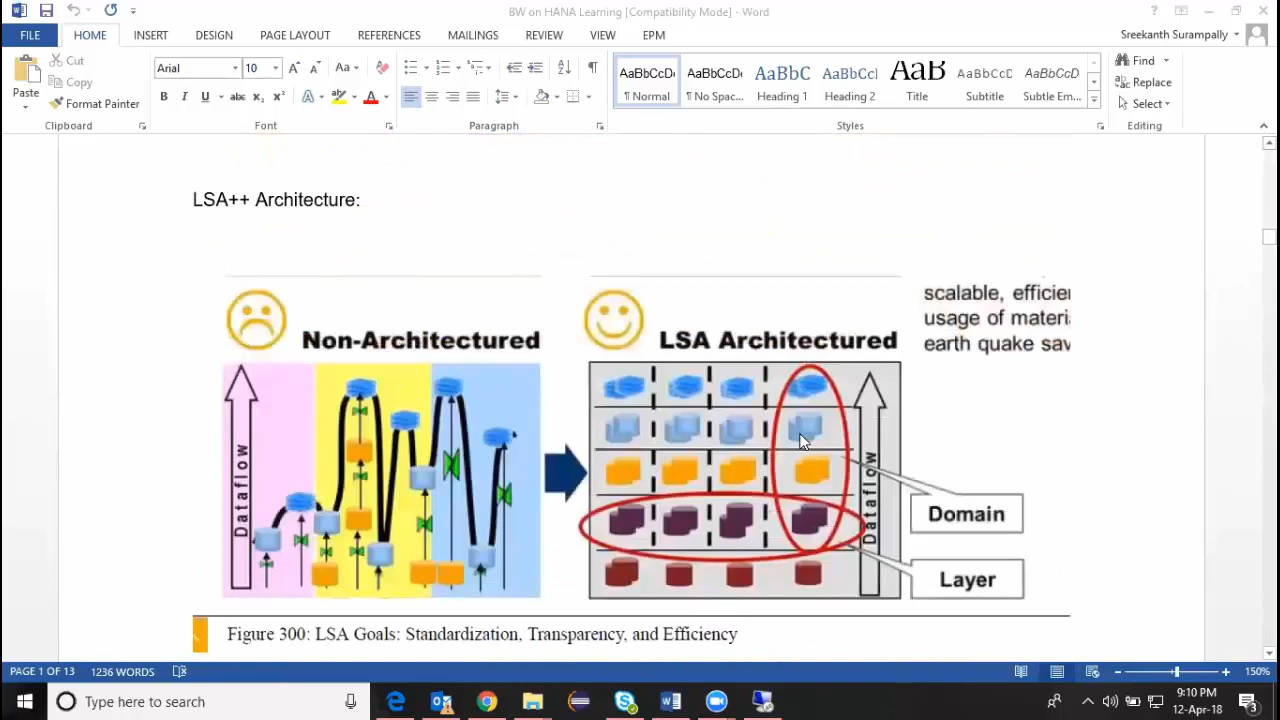 BW on HANA Learning [Compatibility Mode] - Word
FILE HOME INSERT DESIGN PAGE LAYOUT REFERENCES MAILINGS REVIEW VIEW EPM Sreekanth Surampally
Paste
Cut
Copy
Format Painter
Clipboard
Arial 10
Font
Paragraph
AaBbCcDc AaBbCcDc AaBbC AaBbCcI AaB AaBbCcD AaBbCcDc
¶ Normal ¶ No Spac... Heading 1 Heading 2 Title Subtitle Subtle Em...
Styles
Find
Replace
Select
Editing
LSA++ Architecture:
Non-Architectured
Dataflow
LSA Architectured
Dataflow
Domain
Layer
scalable, efficien
usage of materi
earth quake sav
Figure 300: LSA Goals: Standardization, Transparency, and Efficiency
PAGE 1 OF 13 1236 WORDS 150%
Type here to search
9:10 PM
12-Apr-18
3